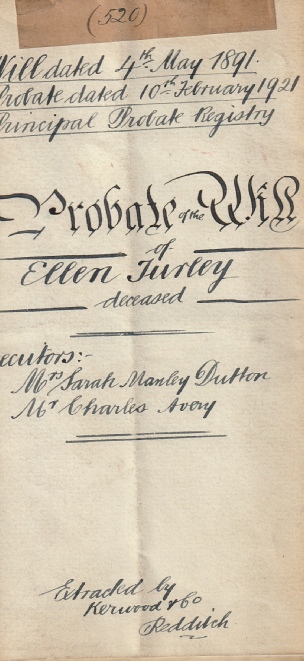 (520)
Will dated 4th May 1891.
Probate dated 10th February 1921
Principal Probate Registry
Probate of the Will
of
Ellen Turley
deceased
ecutors:-
Mrs Sarah Manley Dutton
Mr Charles Avery
Extracted by
Kerwood & Co
Redditch